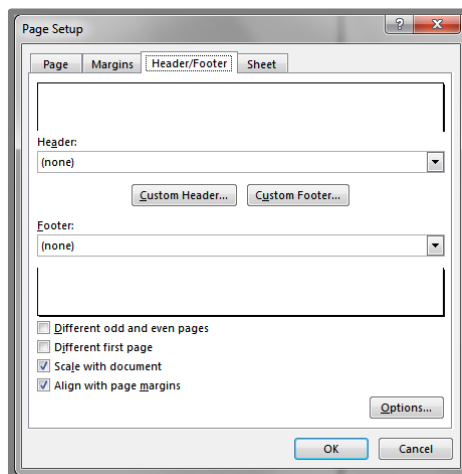 Page Setup
?
Page Margins Header/Footer Sheet
Header:
(none)
Custom Header... Custom Footer...
Footer:
(none)
Different odd and even pages
Different first page
Scale with document
Align with page margins
Options...
OK Cancel